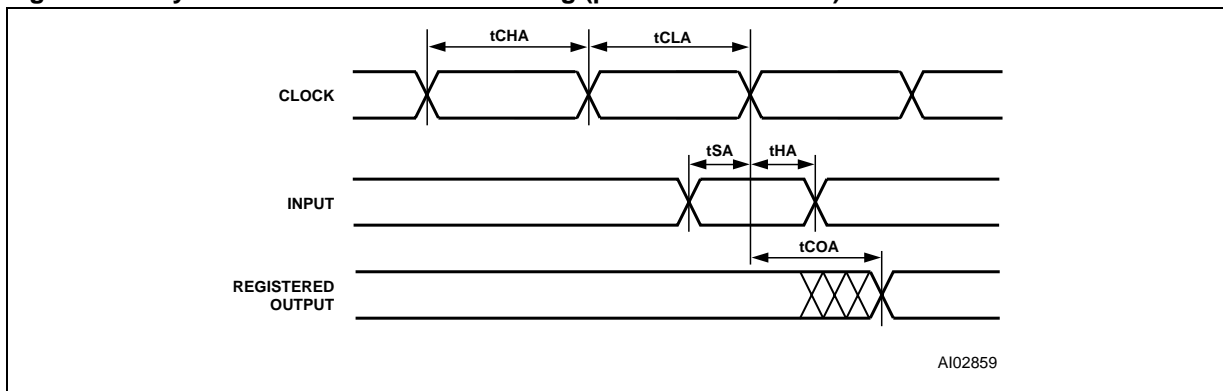 tCHA tCLA
CLOCK
tSA tHA
INPUT
tCOA
REGISTERED
OUTPUT
AI02859